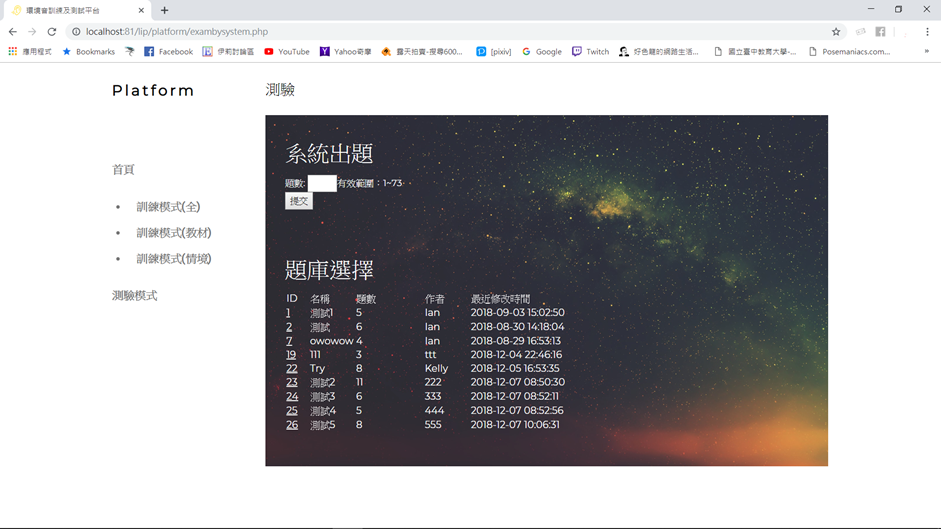 環境音訓練及測試平台
localhost:81/lip/platform/exambysystem.php
應用程式 Bookmarks Facebook 伊莉討論區 YouTube Yahoo奇摩 露天拍賣-搜尋600... [pixiv] Google Twitch 好色龍的網路生活... 國立臺中教育大學-... Posemaniacs.com... »
Platform
首頁
訓練模式(全)
訓練模式(教材)
訓練模式(情境)
測驗模式
測驗
系統出題
題數: 有效範圍：1~73
提交
題庫選擇
ID 名稱 題數 作者 最近修改時間
1 測試1 5 Ian 2018-09-03 15:02:50
2 測試 6 Ian 2018-08-30 14:18:04
7 owowow 4 Ian 2018-08-29 16:53:13
19 111 3 ttt 2018-12-04 22:46:16
22 Try 8 Kelly 2018-12-05 16:53:35
23 測試2 11 222 2018-12-07 08:50:30
24 測試3 6 333 2018-12-07 08:52:11
25 測試4 5 444 2018-12-07 08:52:56
26 測試5 8 555 2018-12-07 10:06:31